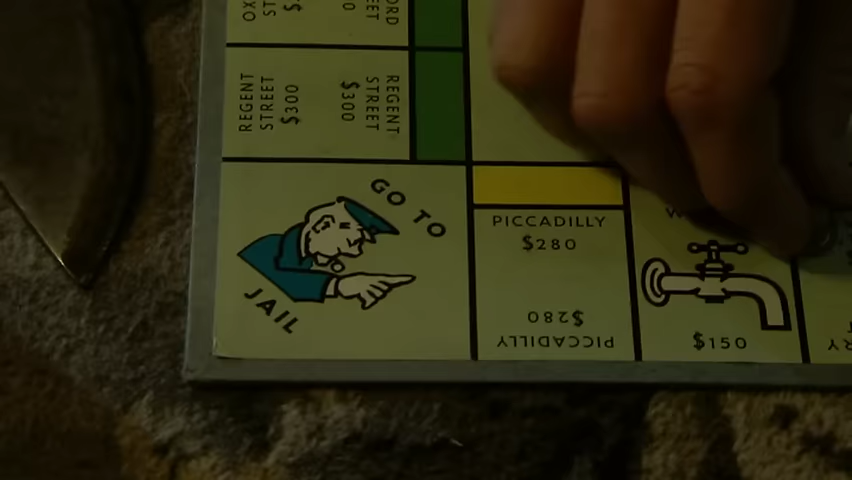 REGENT
STREET
$300
$300
REGENT
STREET
GO TO
JAIL
PICCADILLY
$280
$280
PICCADILLY
$150